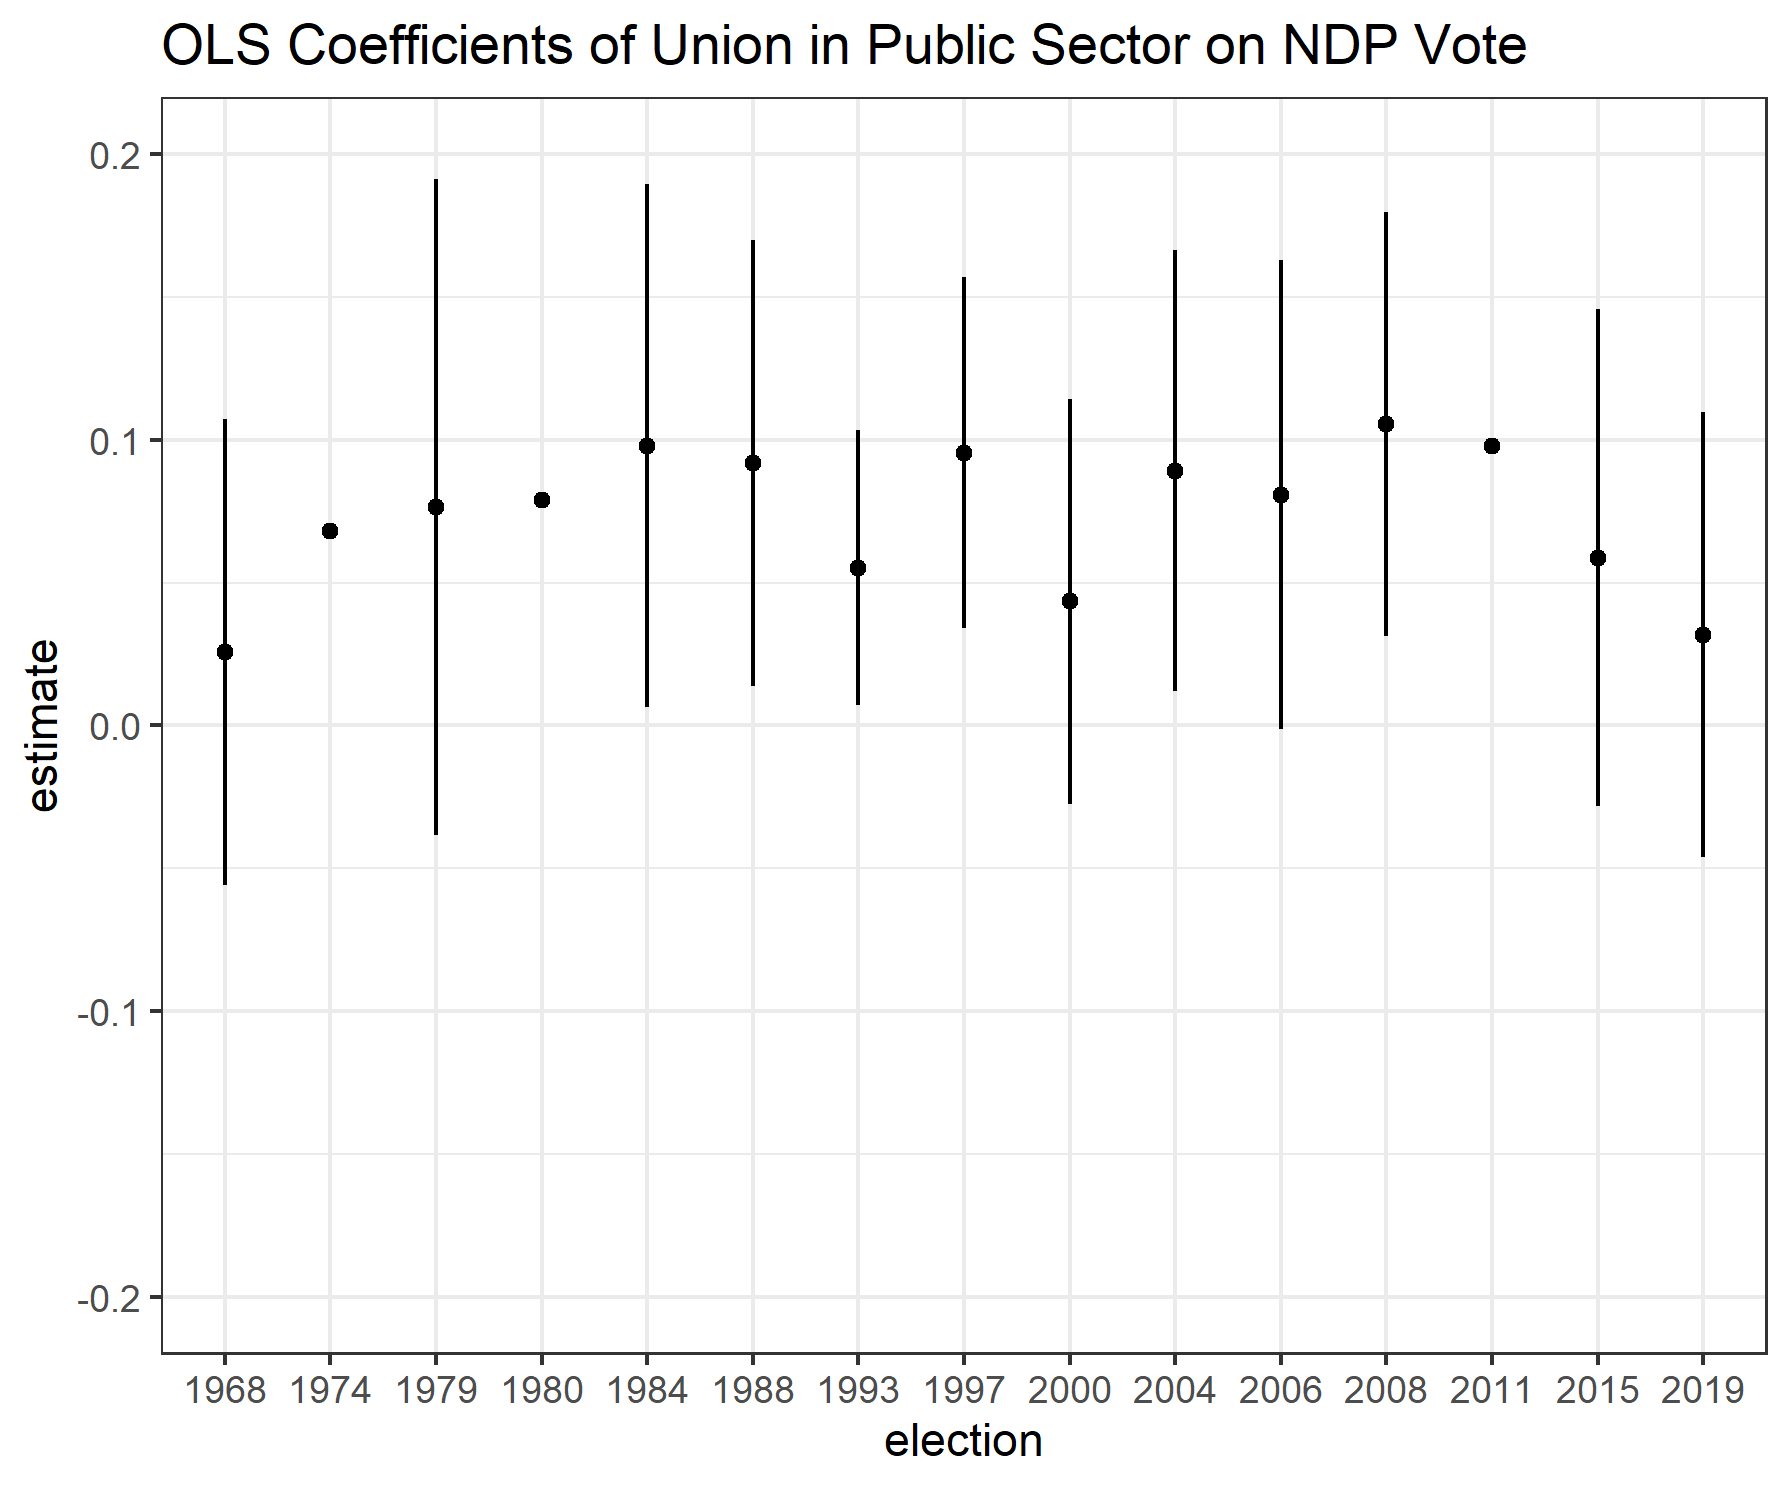 OLS Coefficients of Union in Public Sector on NDP Vote
estimate
0.2
0.1
0.0
-0.1
-0.2
1968 1974 1979 1980 1984 1988 1993 1997 2000 2004 2006 2008 2011 2015 2019
election